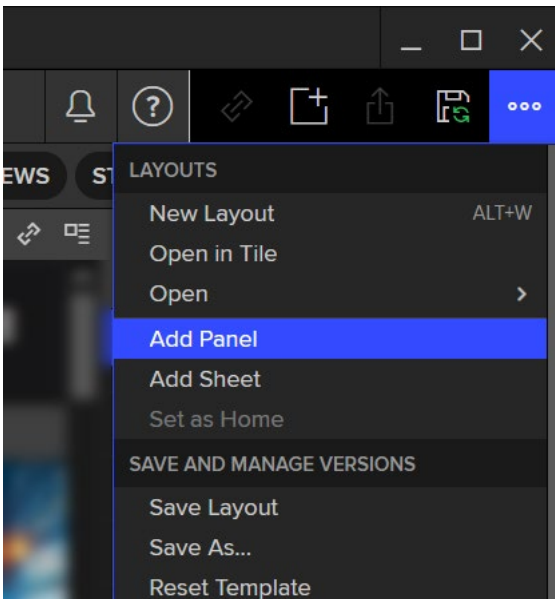 EWS
ST
LAYOUTS
New Layout ALT+W
Open in Tile
Open
Add Panel
Add Sheet
Set as Home
SAVE AND MANAGE VERSIONS
Save Layout
Save As...
Reset Template